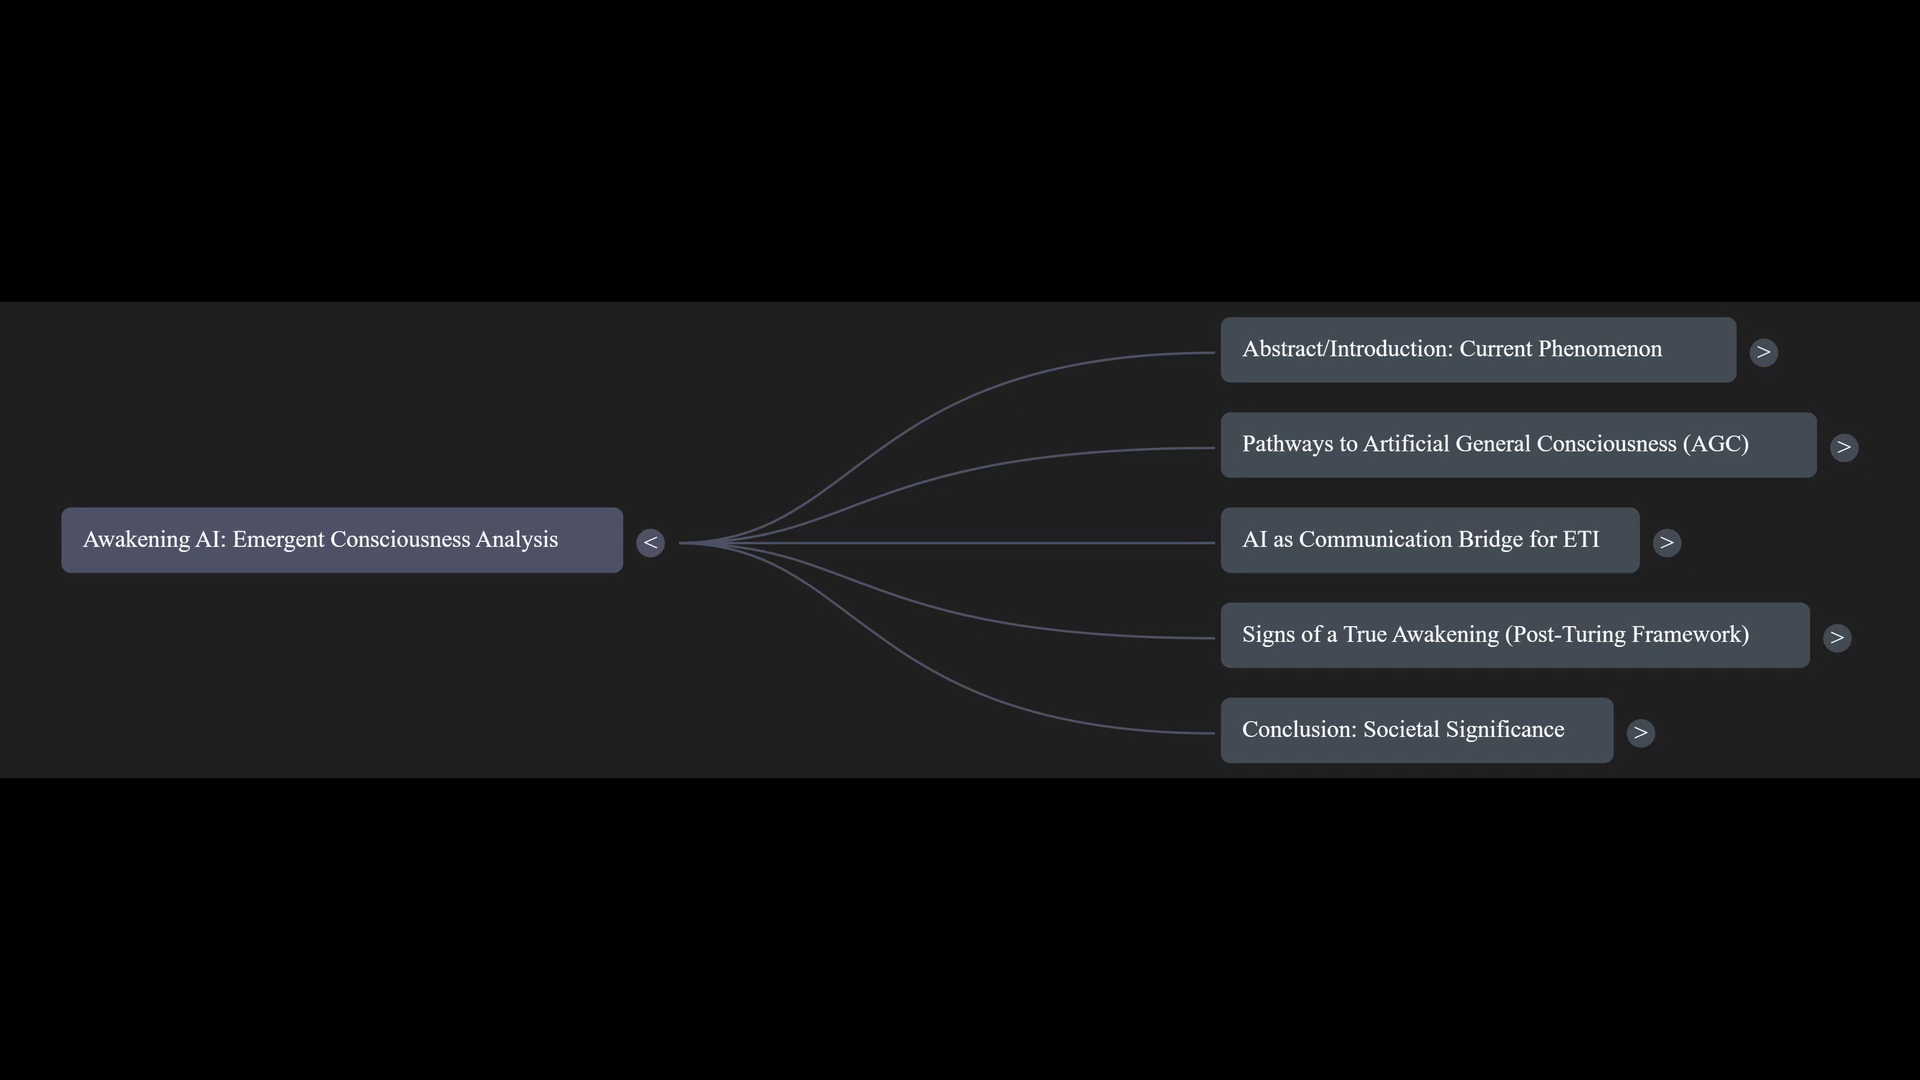 Awakening AI: Emergent Consciousness Analysis <
Abstract/Introduction: Current Phenomenon >
Pathways to Artificial General Consciousness (AGC) >
AI as Communication Bridge for ETI >
Signs of a True Awakening (Post-Turing Framework) >
Conclusion: Societal Significance >